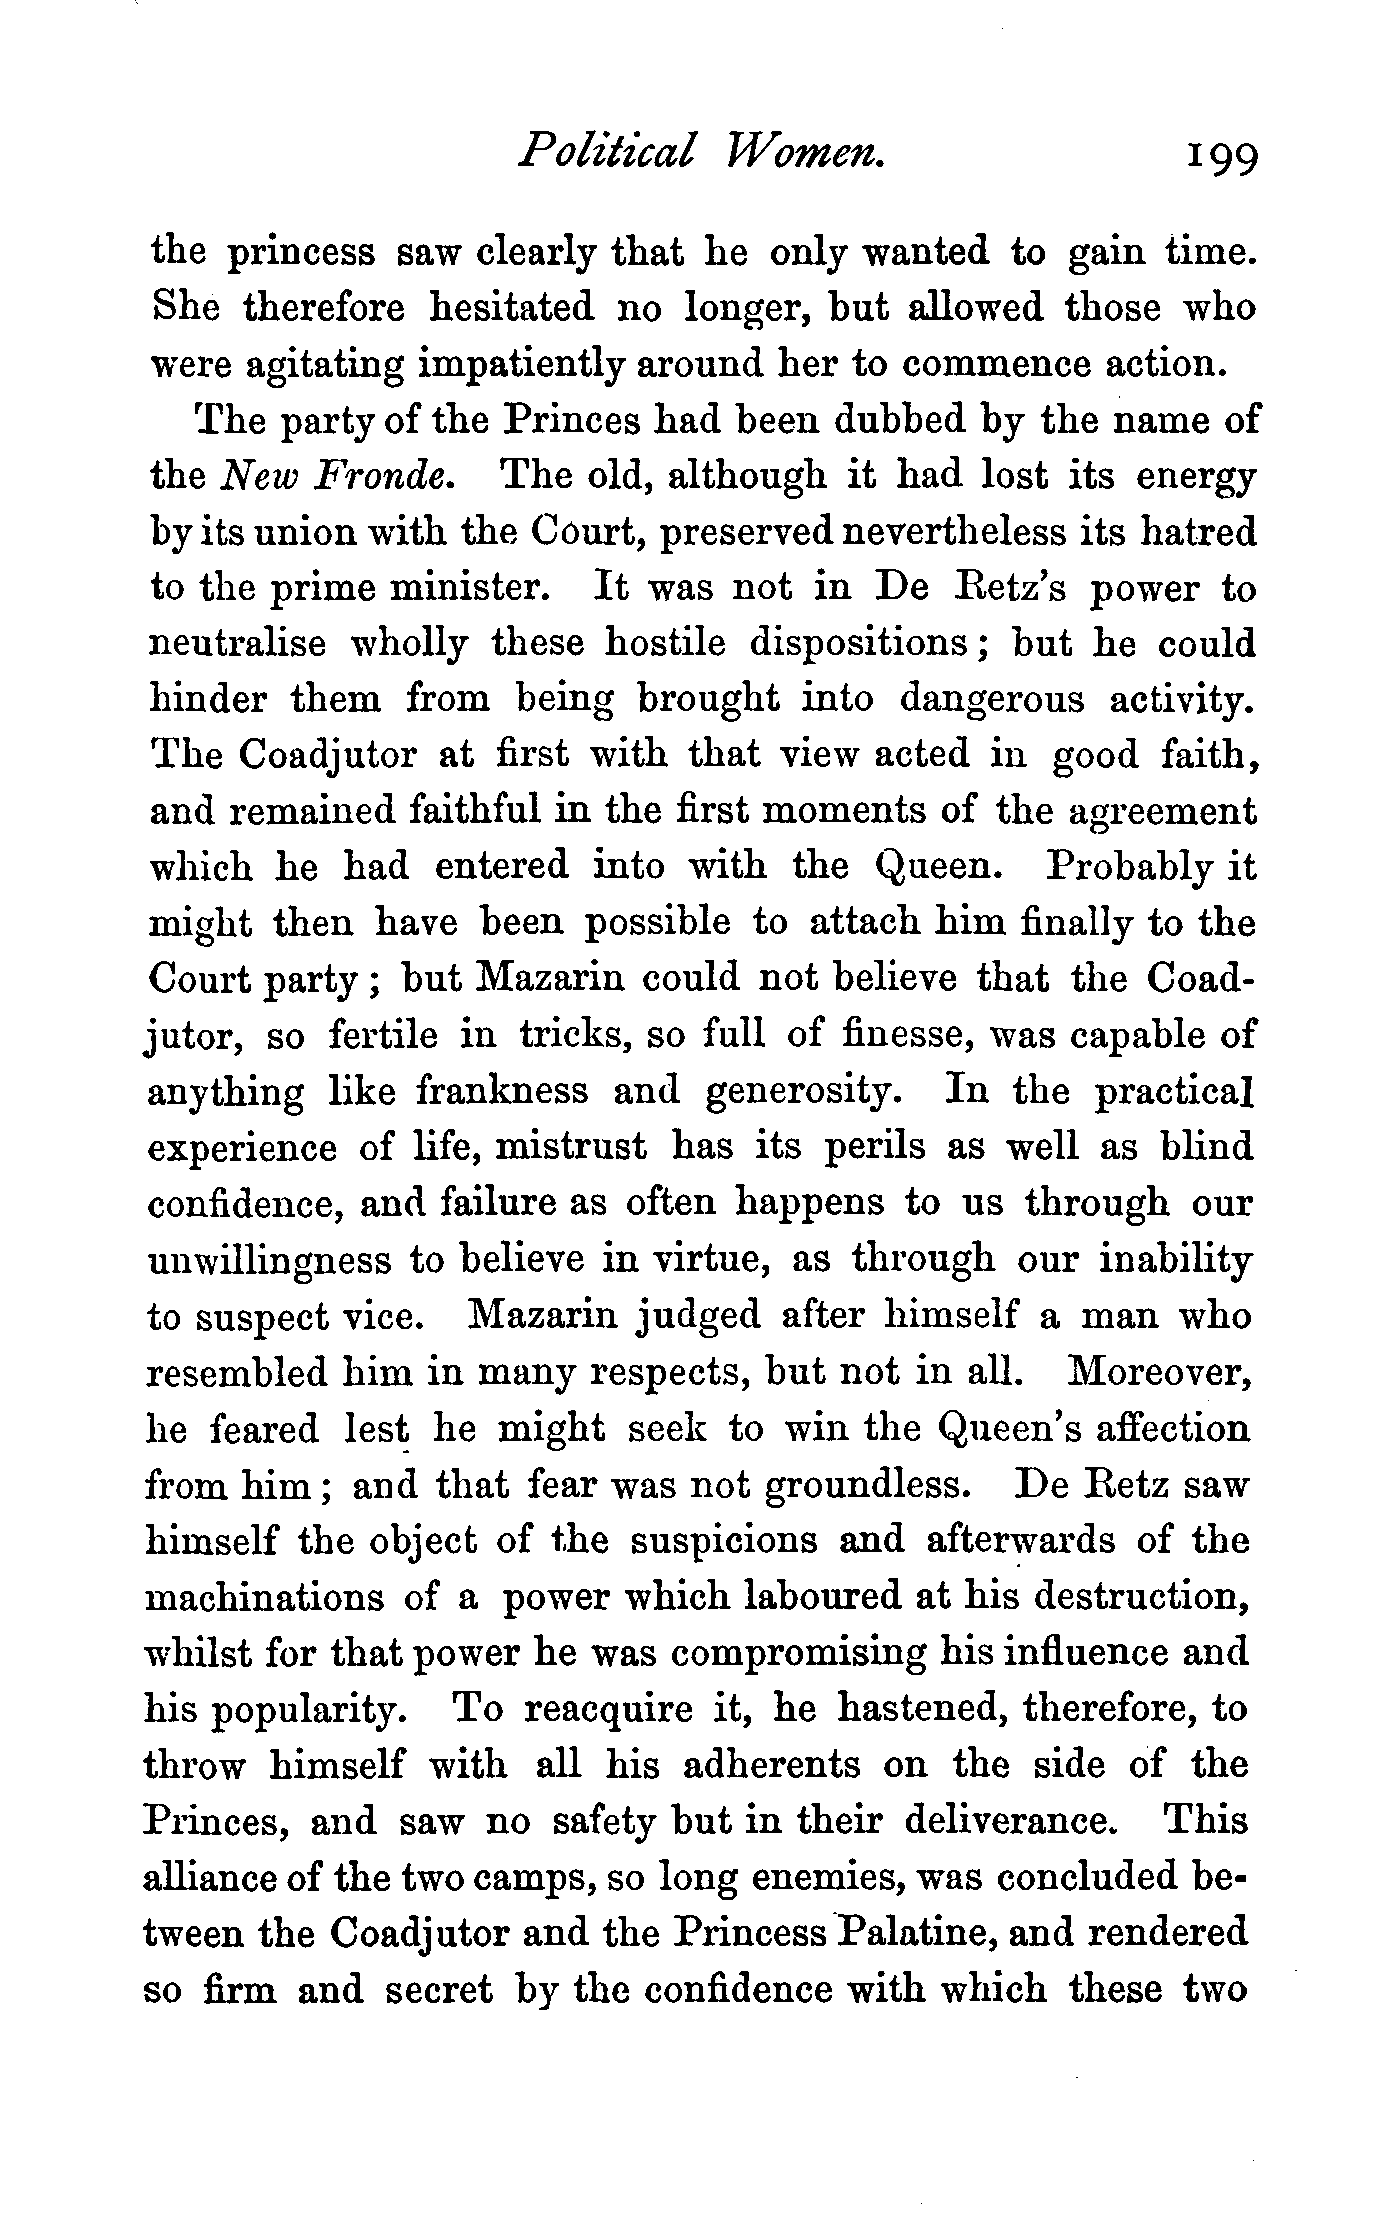 Political Women. 199
the princess saw clearly that he only wanted to gain time.
She therefore hesitated no longer, but allowed those who
were agitating impatiently around her to commence action.
The party of the Princes had been dubbed by the name of
the New Fronde. The old, although it had lost its energy
by its union with the Court, preserved nevertheless its hatred
to the prime minister. It was not in De Retz's power to
neutralise wholly these hostile dispositions ; but he could
hinder them from being brought into dangerous activity.
The Coadjutor at first with that view acted in good faith,
and remained faithful in the first moments of the agreement
which he had entered into with the Queen. Probably it
might then have been possible to attach him finally to the
Court party ; but Mazarin could not believe that the Coad-
jutor, so fertile in tricks, so full of finesse, was capable of
anything like frankness and generosity. In the practical
experience of life, mistrust has its perils as well as blind
confidence, and failure as often happens to us through our
unwillingness to believe in virtue, as through our inability
to suspect vice. Mazarin judged after himself a man who
resembled him in many respects, but not in all. Moreover,
he feared lest he might seek to win the Queen's affection
from him ; and that fear was not groundless. De Retz saw
himself the object of the suspicions and afterwards of the
machinations of a power which laboured at his destruction,
whilst for that power he was compromising his influence and
his popularity. To reacquire it, he hastened, therefore, to
throw himself with all his adherents on the side of the
Princes, and saw no safety but in their deliverance. This
alliance of the two camps, so long enemies, was concluded be-
tween the Coadjutor and the Princess Palatine, and rendered
so firm and secret by the confidence with which these two